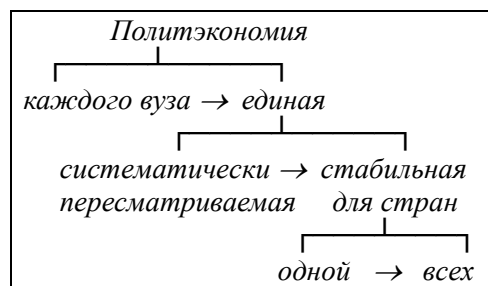 Политэкономия
каждого вуза → единая
систематически → стабильная
пересматриваемая для стран
одной → всех